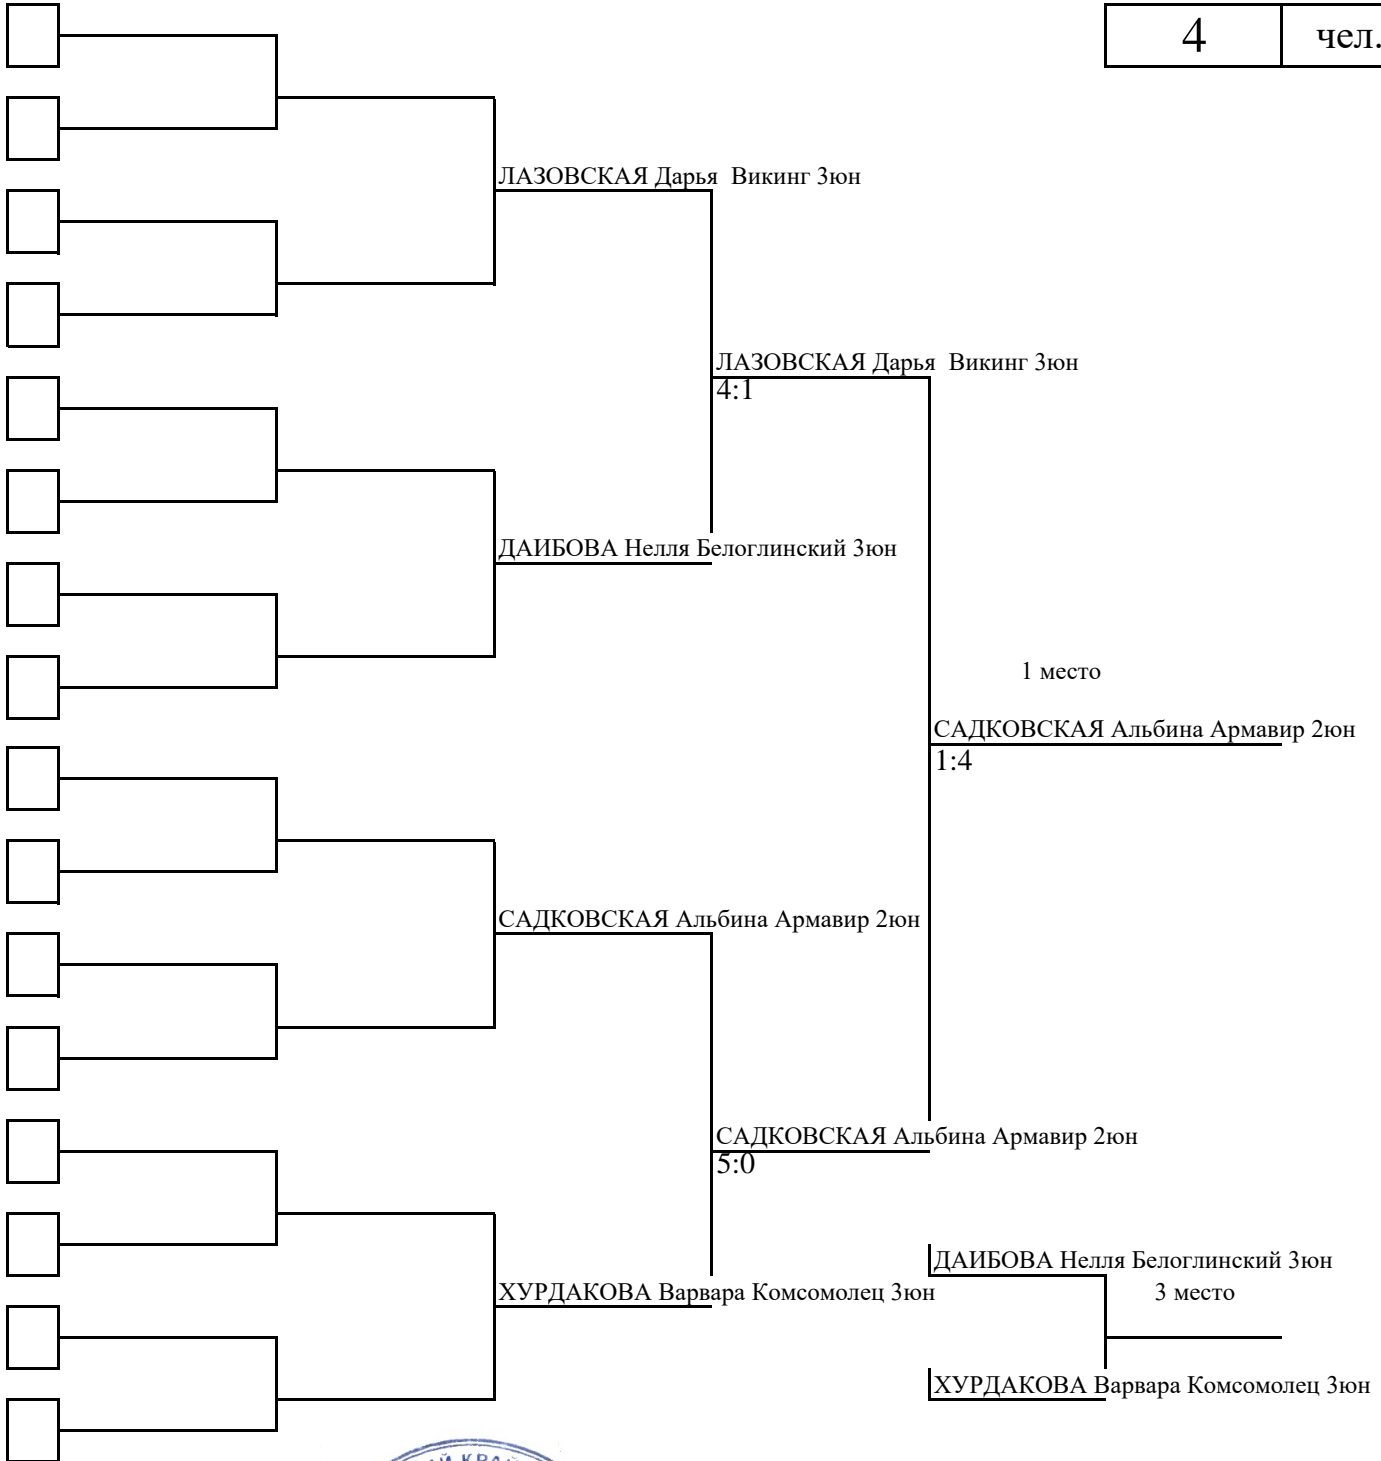 4 чел.
ЛАЗОВСКАЯ Дарья Викинг 3юн
ЛАЗОВСКАЯ Дарья Викинг 3юн
4:1
ДАИБОВА Нелля Белоглинский 3юн
1 место
САДКОВСКАЯ Альбина Армавир 2юн
1:4
САДКОВСКАЯ Альбина Армавир 2юн
САДКОВСКАЯ Альбина Армавир 2юн
5:0
ДАИБОВА Нелля Белоглинский 3юн
ХУРДАКОВА Варвара Комсомолец 3юн
3 место
ХУРДАКОВА Варвара Комсомолец 3юн